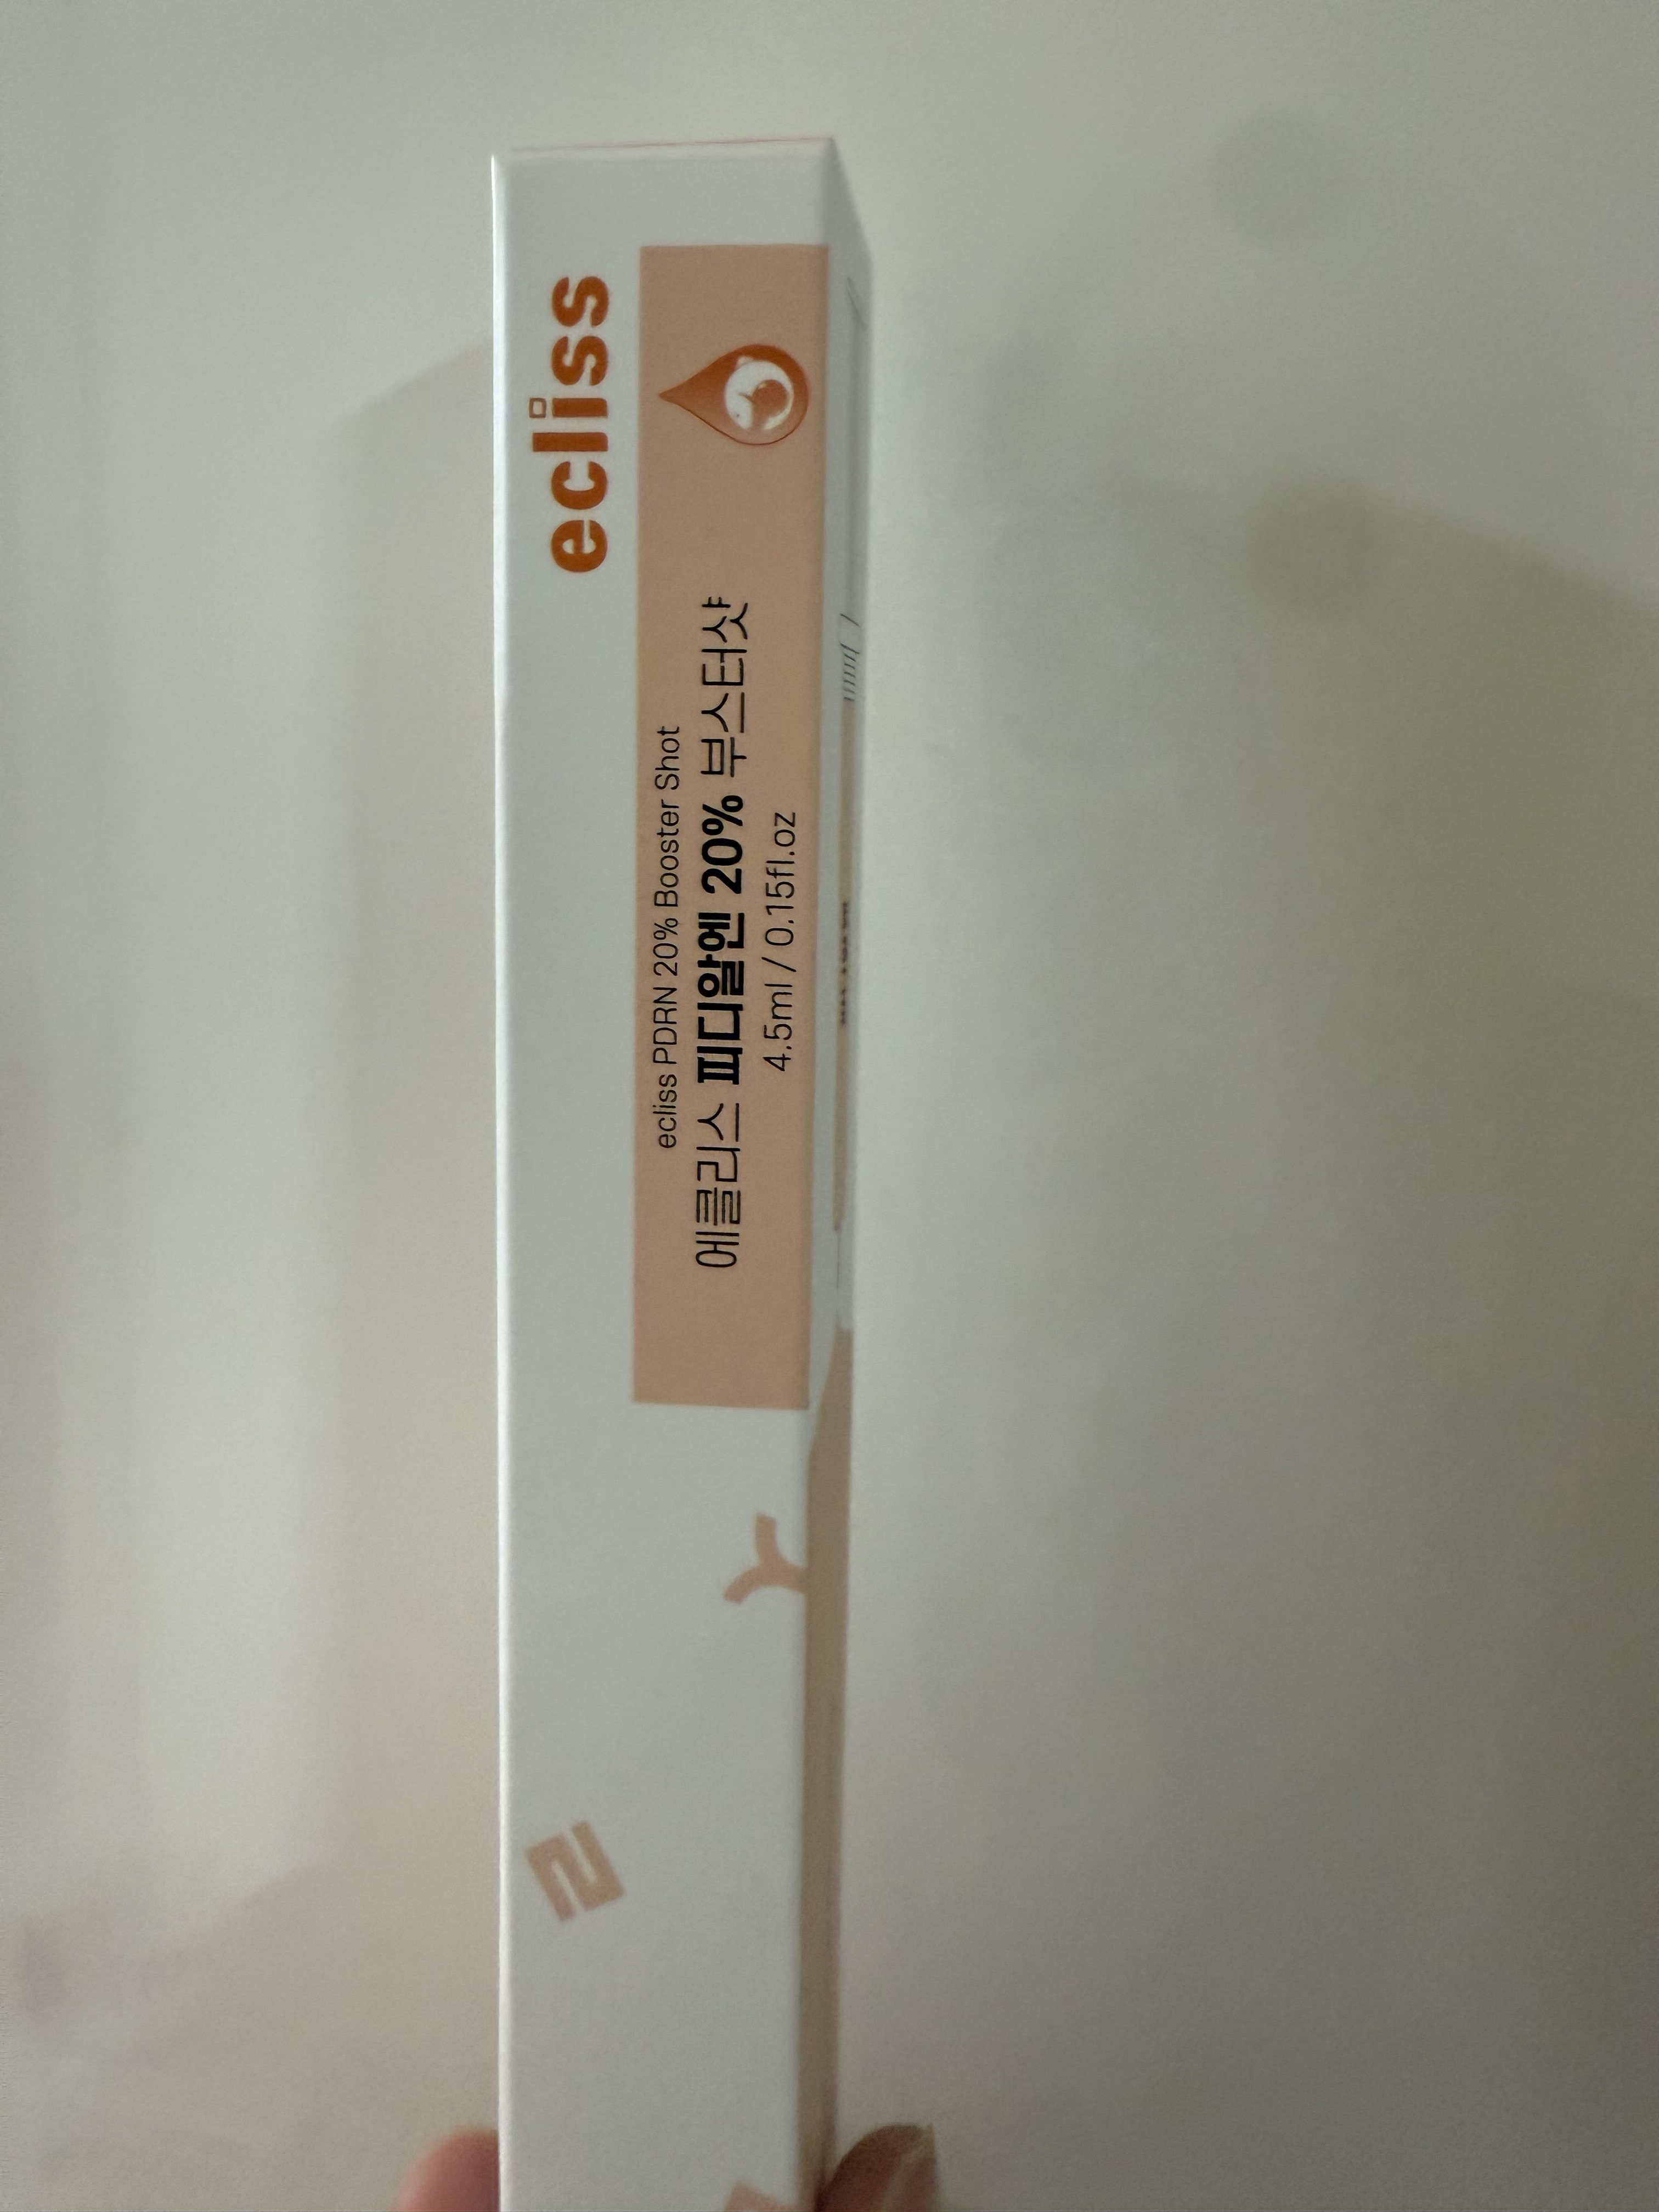 ecliss
ecliss PDRN 20% Booster Shot
에클리스 피디알엔 20% 부스터샷
4.5ml / 0.15fl.oz
ㅅ
ㄹ